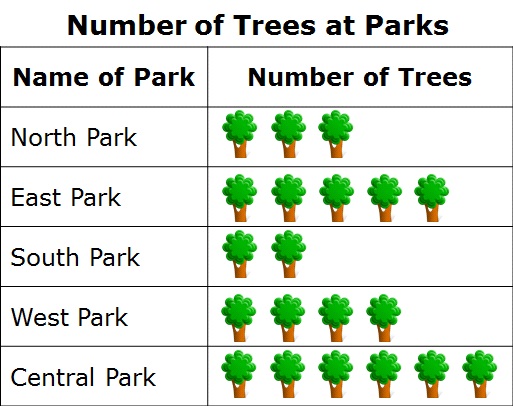 Number of Trees at Parks
Name of Park Number of Trees
North Park
East Park
South Park
West Park
Central Park